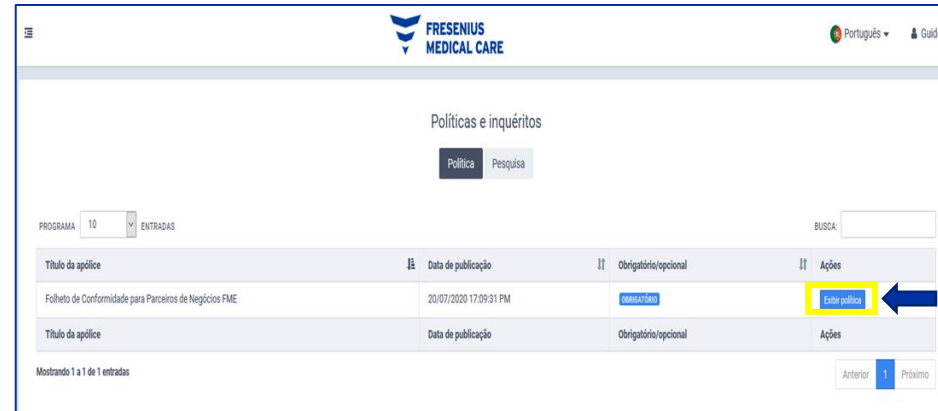 FRESENIUS
MEDICAL CARE
Português
Guid
Políticas e inquéritos
Política Pesquisa
PROGRAMA 10 ENTRADAS BUSCA:
Título da apólice Data de publicação Obrigatório/opcional Ações
Folheto de Conformidade para Parceiros de Negócios FME 20/07/2020 17:09:31 PM OBRIGATÓRIO Exibir política
Título da apólice Data de publicação Obrigatório/opcional Ações
Mostrando 1 a 1 de 1 entradas Anterior 1 Próximo